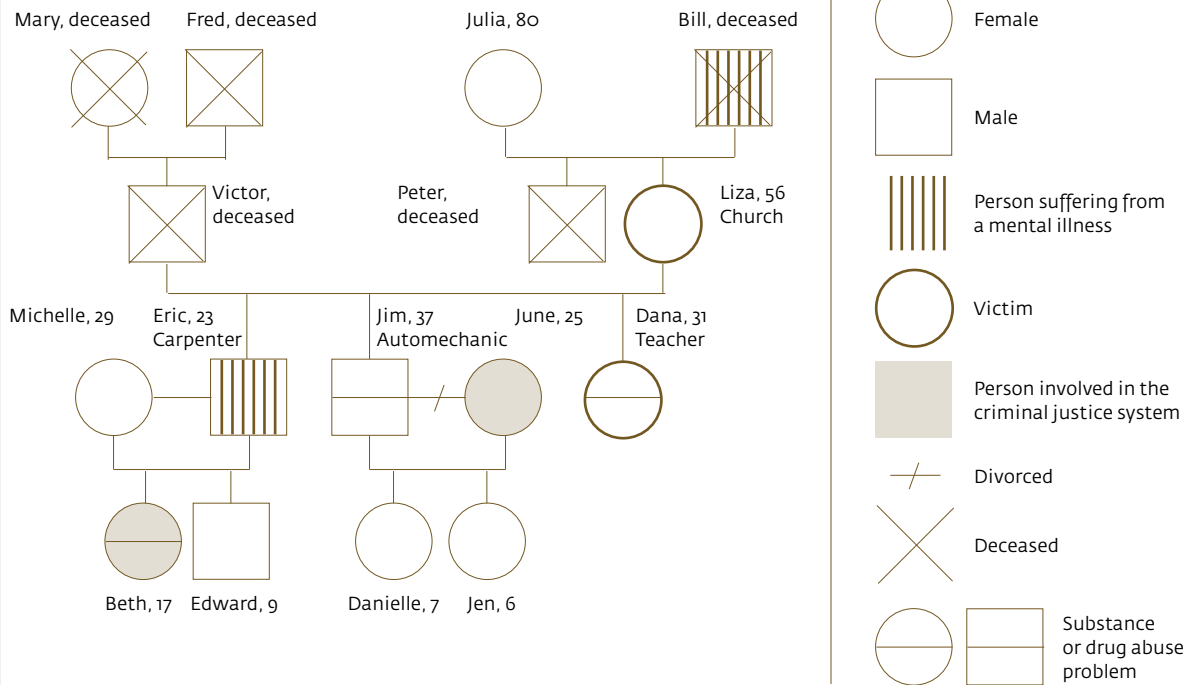 Mary, deceased
Fred, deceased
Julia, 80
Bill, deceased
Victor,
deceased
Peter,
deceased
Liza, 56
Church
Michelle, 29
Eric, 23
Carpenter
Jim, 37
Automechanic
June, 25
Dana, 31
Teacher
Beth, 17
Edward, 9
Danielle, 7
Jen, 6
Female
Male
Person suffering from
a mental illness
Victim
Person involved in the
criminal justice system
Divorced
Deceased
Substance
or drug abuse
problem